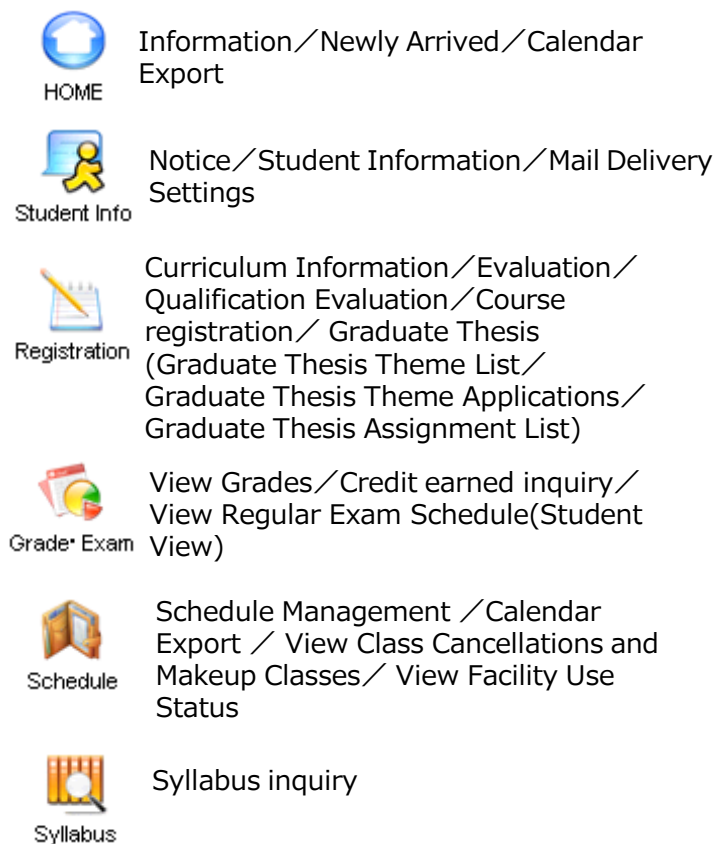 Information／Newly Arrived／Calendar
Export
HOME
Notice／Student Information／Mail Delivery
Settings
Student Info
Curriculum Information／Evaluation／
Qualification Evaluation／Course
registration／ Graduate Thesis
(Graduate Thesis Theme List／
Graduate Thesis Theme Applications／
Graduate Thesis Assignment List)
Registration
View Grades／Credit earned inquiry／
View Regular Exam Schedule(Student
View)
Grade・Exam
Schedule Management ／Calendar
Export ／ View Class Cancellations and
Makeup Classes／ View Facility Use
Status
Schedule
Syllabus inquiry
Syllabus